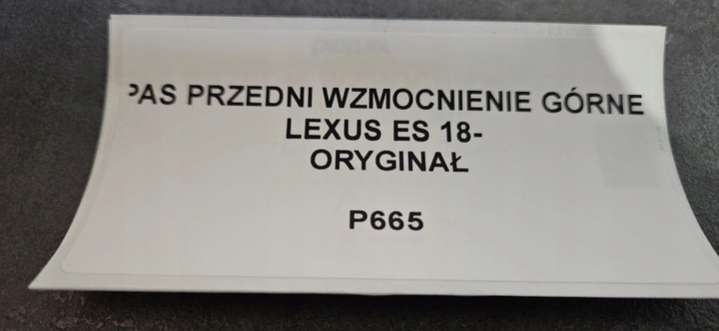 PAS PRZEDNI WZMOCNIENIE GÓRNE
LEXUS ES 18-
ORYGINAŁ
P665